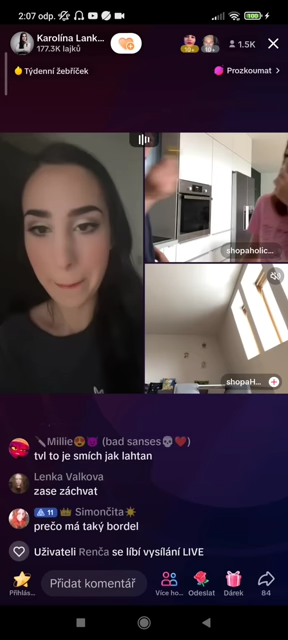 2:07 odp.
Karolína Lank...
177.3K lajků
10+
10+
1.5K
Týdenní žebříček
Prozkoumat >
shopaholic...
shopaH...
Millie (bad sanses)
tvl to je smích jak lahtan
Lenka Valkova
zase záchvat
11 Simončita
prečo má taký bordel
Uživateli Renča se líbí vysílání LIVE
Přidat komentář
Přihlás...
Více ho...
Odeslat
Dárek
84